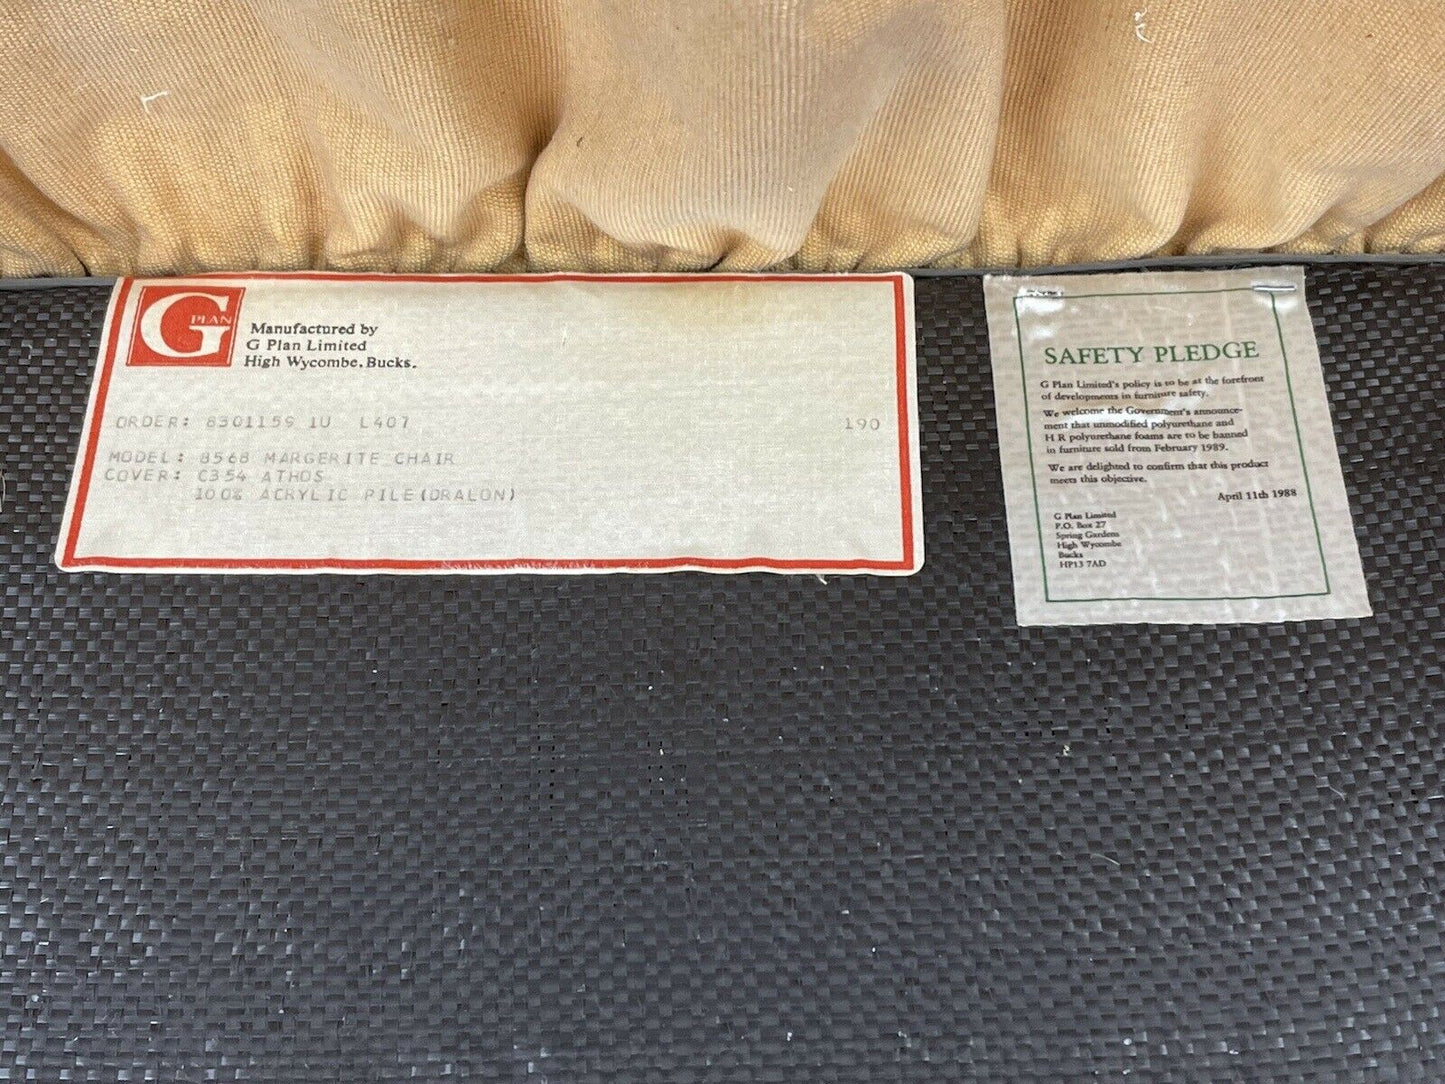 G PLAN
Manufactured by
G Plan Limited
High Wycombe, Bucks.
ORDER: 8301159 1U L407 190
MODEL: 8568 MARGERITE CHAIR
COVER: C354 ATHOS
100% ACRYLIC PILE(DRALON)
SAFETY PLEDGE
G Plan Limited's policy is to be at the forefront
of developments in furniture safety.
We welcome the Government's announce-
ment that unmodified polyurethane and
H R polyurethane foams are to be banned
in furniture sold from February 1989.
We are delighted to confirm that this product
meets this objective.
April 11th 1988
G Plan Limited
P.O. Box 27
Spring Gardens
High Wycombe
Bucks
HP13 7AD